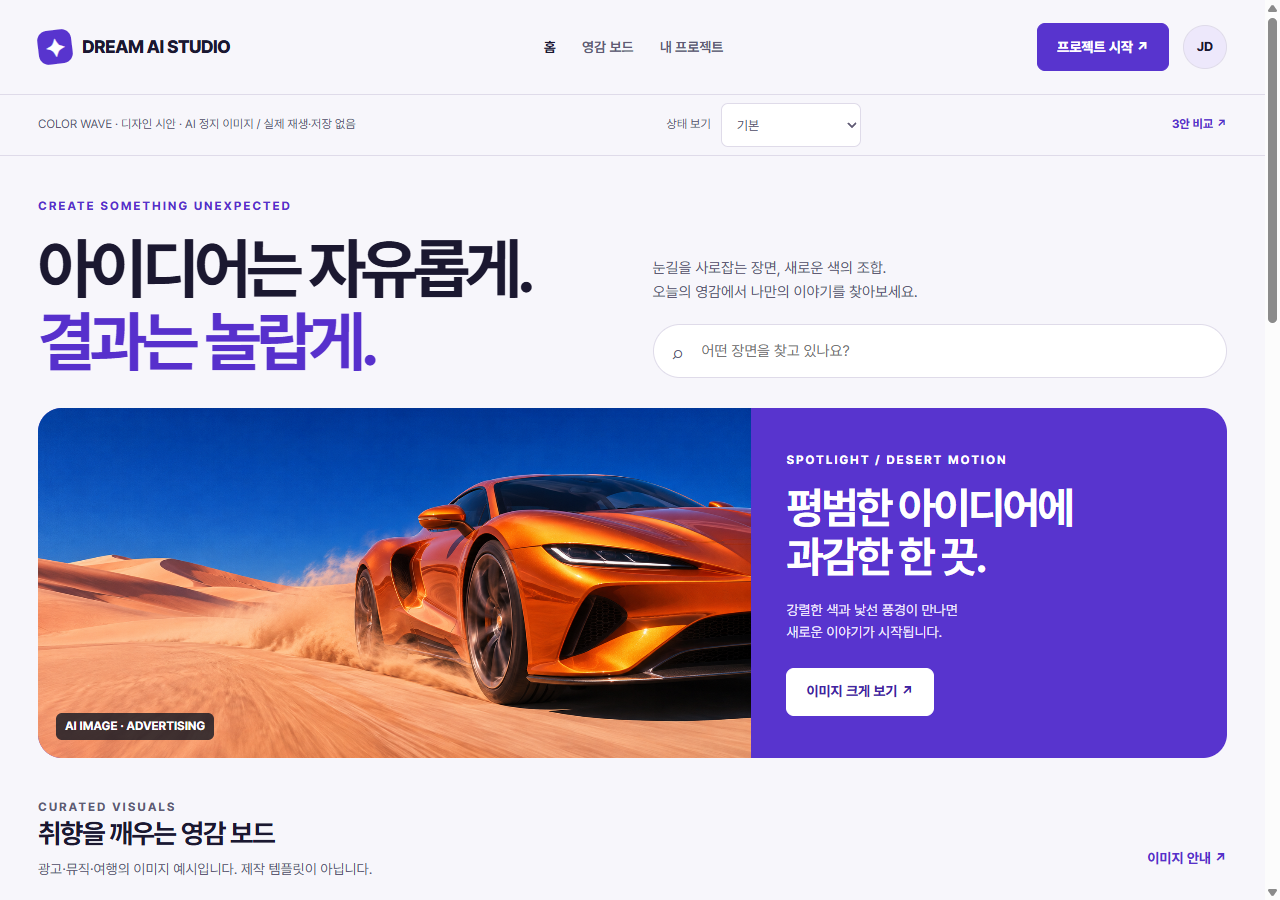 DREAM AI STUDIO
홈
영감 보드
내 프로젝트
프로젝트 시작 ↗
JD
COLOR WAVE · 디자인 시안 · AI 정지 이미지 / 실제 재생·저장 없음
상태 보기
기본
3안 비교 ↗
CREATE SOMETHING UNEXPECTED
아이디어는 자유롭게.
결과는 놀랍게.
눈길을 사로잡는 장면, 새로운 색의 조합.
오늘의 영감에서 나만의 이야기를 찾아보세요.
어떤 장면을 찾고 있나요?
AI IMAGE · ADVERTISING
SPOTLIGHT / DESERT MOTION
평범한 아이디어에
과감한 한 끗.
강렬한 색과 낯선 풍경이 만나면
새로운 이야기가 시작됩니다.
이미지 크게 보기 ↗
CURATED VISUALS
취향을 깨우는 영감 보드
광고·뮤직·여행의 이미지 예시입니다. 제작 템플릿이 아닙니다.
이미지 안내 ↗